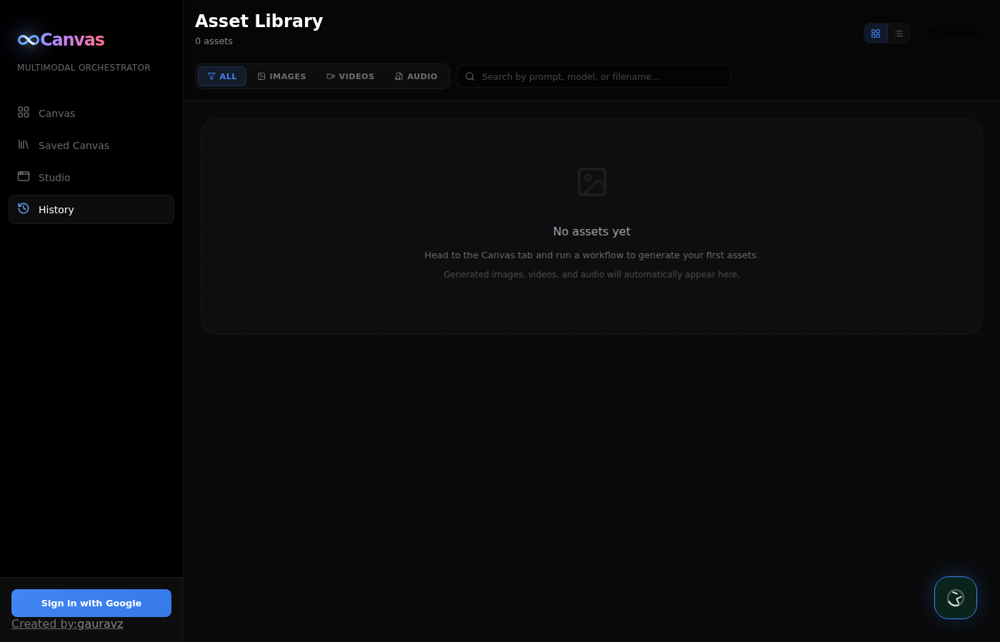 Canvas
MULTIMODAL ORCHESTRATOR
Canvas
Saved Canvas
Studio
History
Sign in with Google
Created by:gauravz
Asset Library
0 assets
Refresh
ALL IMAGES VIDEOS AUDIO
Search by prompt, model, or filename...
No assets yet
Head to the Canvas tab and run a workflow to generate your first assets.
Generated images, videos, and audio will automatically appear here.